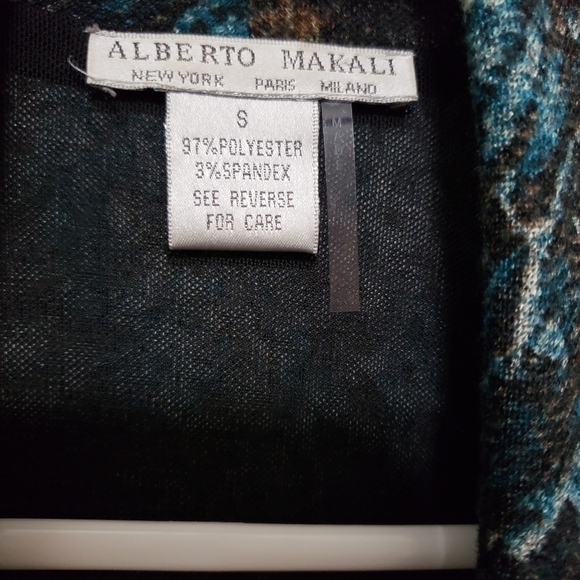 ALBERTO MAKALI
NEW YORK PARIS MILANO
S
97%POLYESTER
3%SPANDEX
SEE REVERSE
FOR CARE
M